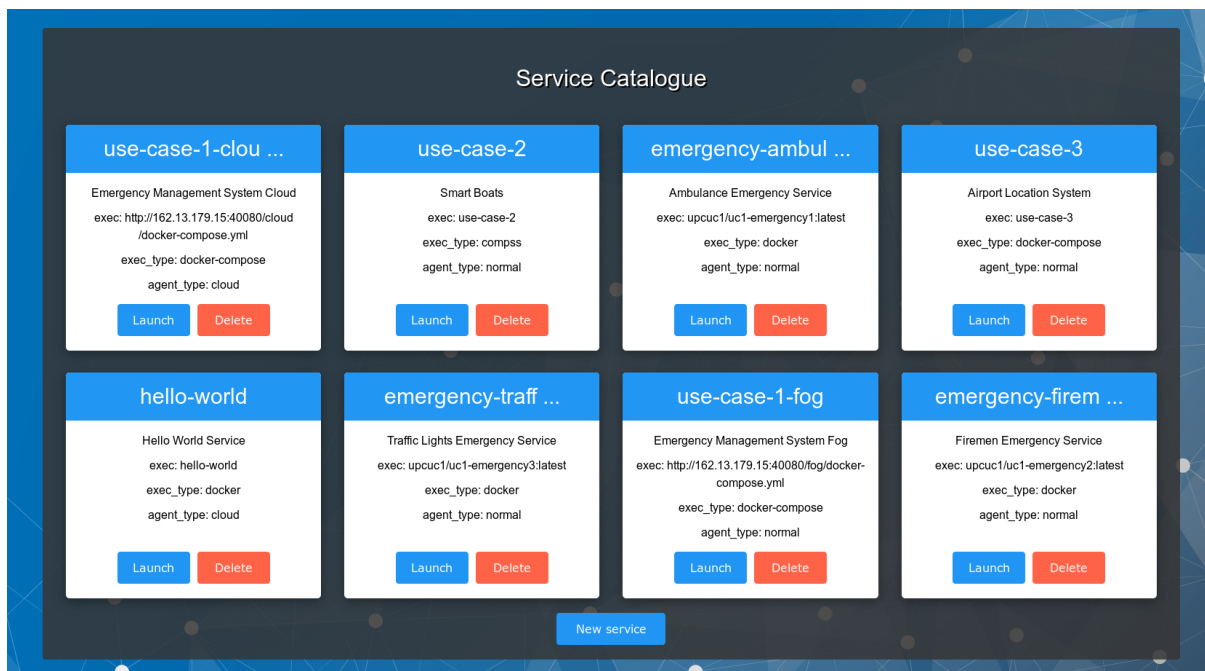 Service Catalogue
use-case-1-clou ...
Emergency Management System Cloud
exec: http://162.13.179.15:40080/cloud
/docker-compose.yml
exec_type: docker-compose
agent_type: cloud
Launch
Delete
use-case-2
Smart Boats
exec: use-case-2
exec_type: compss
agent_type: normal
Launch
Delete
emergency-ambul ...
Ambulance Emergency Service
exec: upcuc1/uc1-emergency1:latest
exec_type: docker
agent_type: normal
Launch
Delete
use-case-3
Airport Location System
exec: use-case-3
exec_type: docker-compose
agent_type: normal
Launch
Delete
hello-world
Hello World Service
exec: hello-world
exec_type: docker
agent_type: cloud
Launch
Delete
emergency-traff ...
Traffic Lights Emergency Service
exec: upcuc1/uc1-emergency3:latest
exec_type: docker
agent_type: normal
Launch
Delete
use-case-1-fog
Emergency Management System Fog
exec: http://162.13.179.15:40080/fog/docker-
compose.yml
exec_type: docker-compose
agent_type: normal
Launch
Delete
emergency-firem ...
Firemen Emergency Service
exec: upcuc1/uc1-emergency2:latest
exec_type: docker
agent_type: normal
Launch
Delete
New service